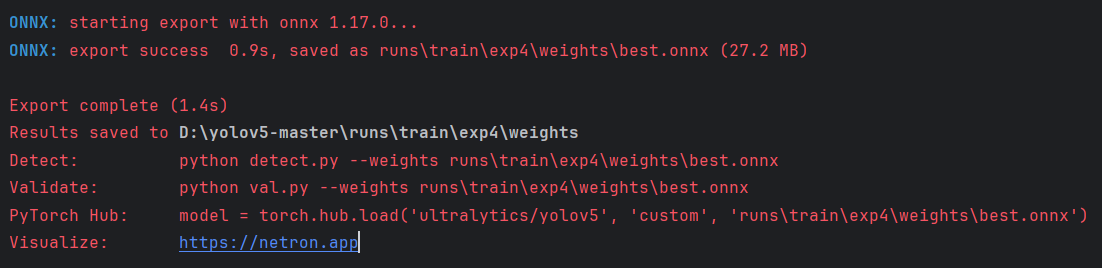 ONNX: starting export with onnx 1.17.0...
ONNX: export success  0.9s, saved as runs\train\exp4\weights\best.onnx (27.2 MB)
Export complete (1.4s)
Results saved to D:\yolov5-master\runs\train\exp4\weights
Detect:          python detect.py --weights runs\train\exp4\weights\best.onnx
Validate:        python val.py --weights runs\train\exp4\weights\best.onnx
PyTorch Hub:     model = torch.hub.load('ultralytics/yolov5', 'custom', 'runs\train\exp4\weights\best.onnx')
Visualize:       https://netron.app